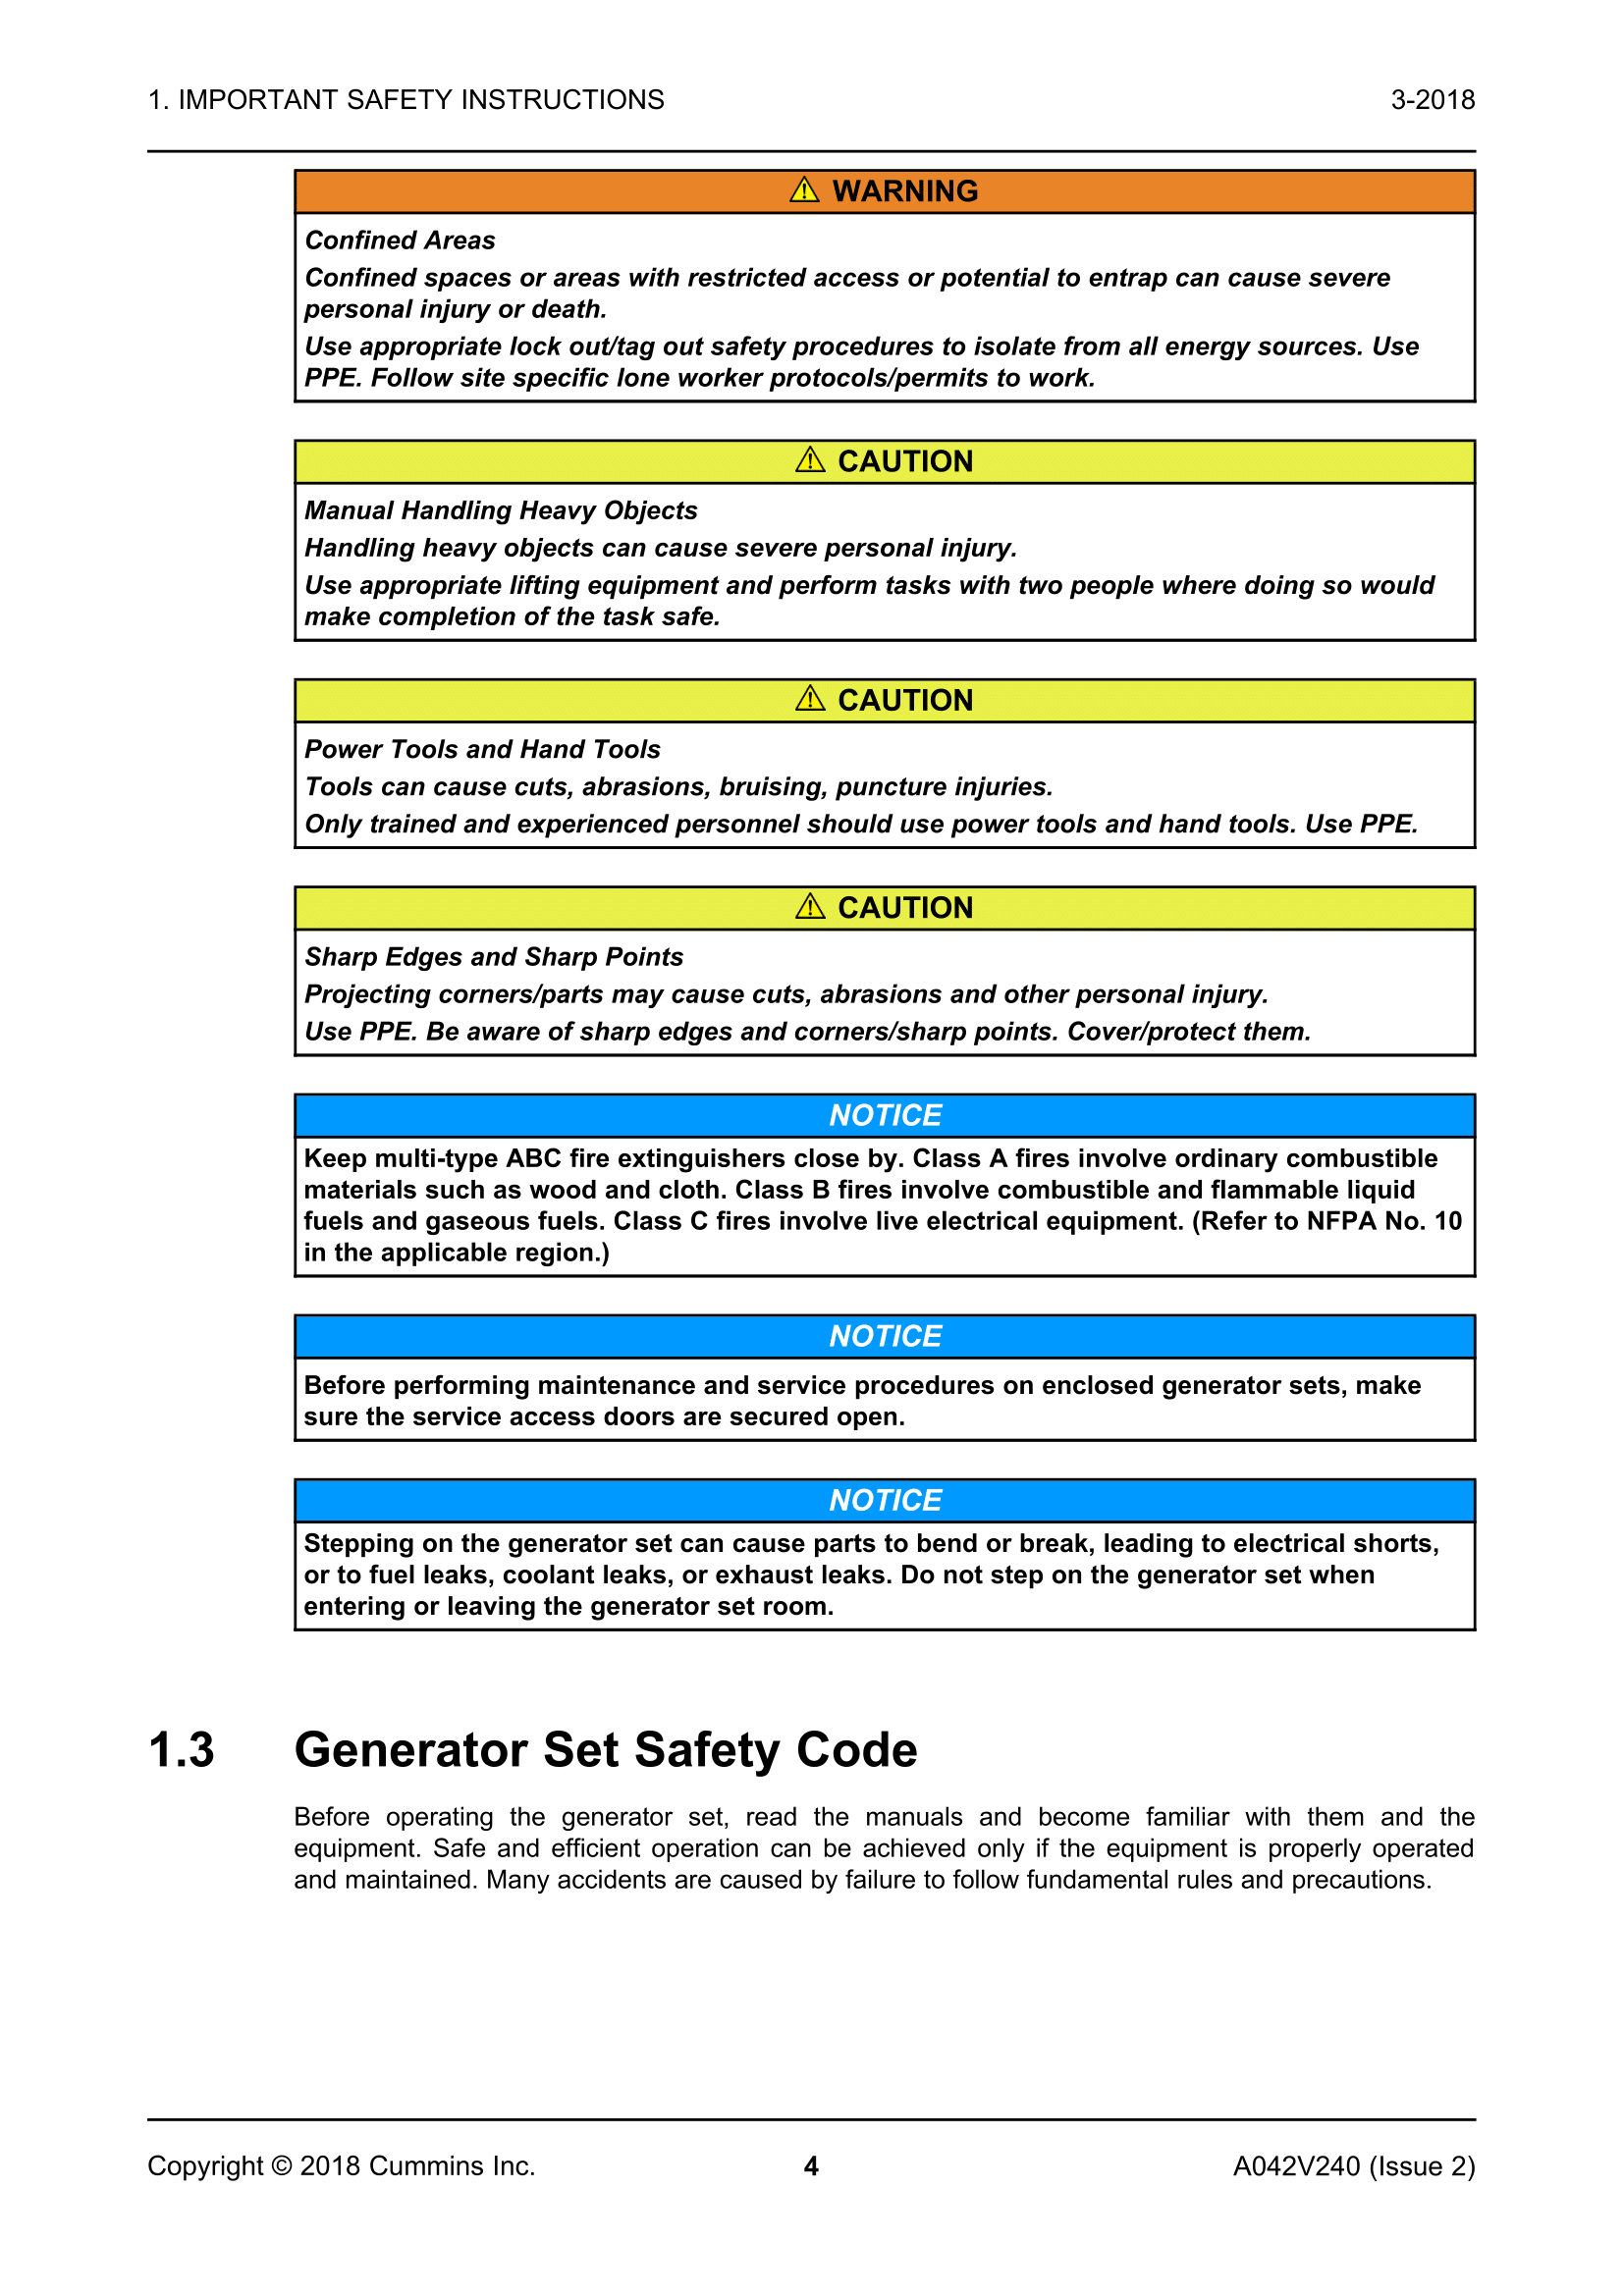 1. IMPORTANT SAFETY INSTRUCTIONS 3-2018
WARNING
Confined Areas
Confined spaces or areas with restricted access or potential to entrap can cause severe
personal injury or death.
Use appropriate lock out/tag out safety procedures to isolate from all energy sources. Use
PPE. Follow site specific lone worker protocols/permits to work.
CAUTION
Manual Handling Heavy Objects
Handling heavy objects can cause severe personal injury.
Use appropriate lifting equipment and perform tasks with two people where doing so would
make completion of the task safe.
CAUTION
Power Tools and Hand Tools
Tools can cause cuts, abrasions, bruising, puncture injuries.
Only trained and experienced personnel should use power tools and hand tools. Use PPE.
CAUTION
Sharp Edges and Sharp Points
Projecting corners/parts may cause cuts, abrasions and other personal injury.
Use PPE. Be aware of sharp edges and corners/sharp points. Cover/protect them.
NOTICE
Keep multi-type ABC fire extinguishers close by. Class A fires involve ordinary combustible
materials such as wood and cloth. Class B fires involve combustible and flammable liquid
fuels and gaseous fuels. Class C fires involve live electrical equipment. (Refer to NFPA No. 10
in the applicable region.)
NOTICE
Before performing maintenance and service procedures on enclosed generator sets, make
sure the service access doors are secured open.
NOTICE
Stepping on the generator set can cause parts to bend or break, leading to electrical shorts,
or to fuel leaks, coolant leaks, or exhaust leaks. Do not step on the generator set when
entering or leaving the generator set room.
1.3 Generator Set Safety Code
Before operating the generator set, read the manuals and become familiar with them and the
equipment. Safe and efficient operation can be achieved only if the equipment is properly operated
and maintained. Many accidents are caused by failure to follow fundamental rules and precautions.
Copyright © 2018 Cummins Inc. 4 A042V240 (Issue 2)